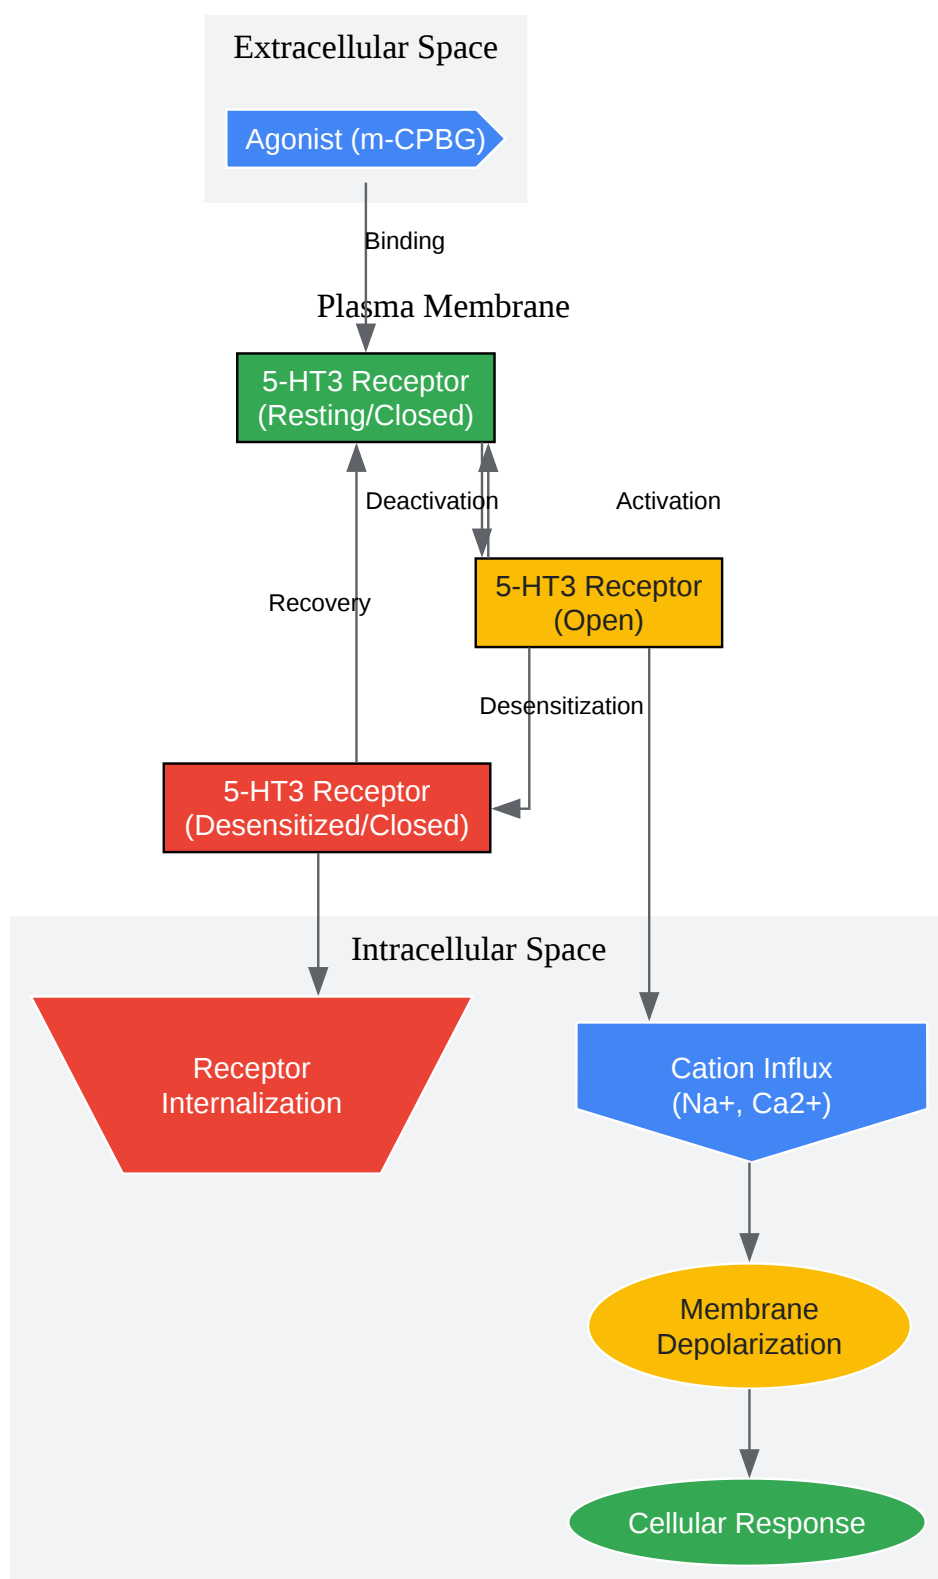 Extracellular Space
Agonist (m-CPBG)
Binding
Plasma Membrane
5-HT3 Receptor
(Resting/Closed)
Deactivation
Activation
5-HT3 Receptor
(Open)
Recovery
Desensitization
5-HT3 Receptor
(Desensitized/Closed)
Intracellular Space
Receptor
Internalization
Cation Influx
(Na+, Ca2+)
Membrane
Depolarization
Cellular Response